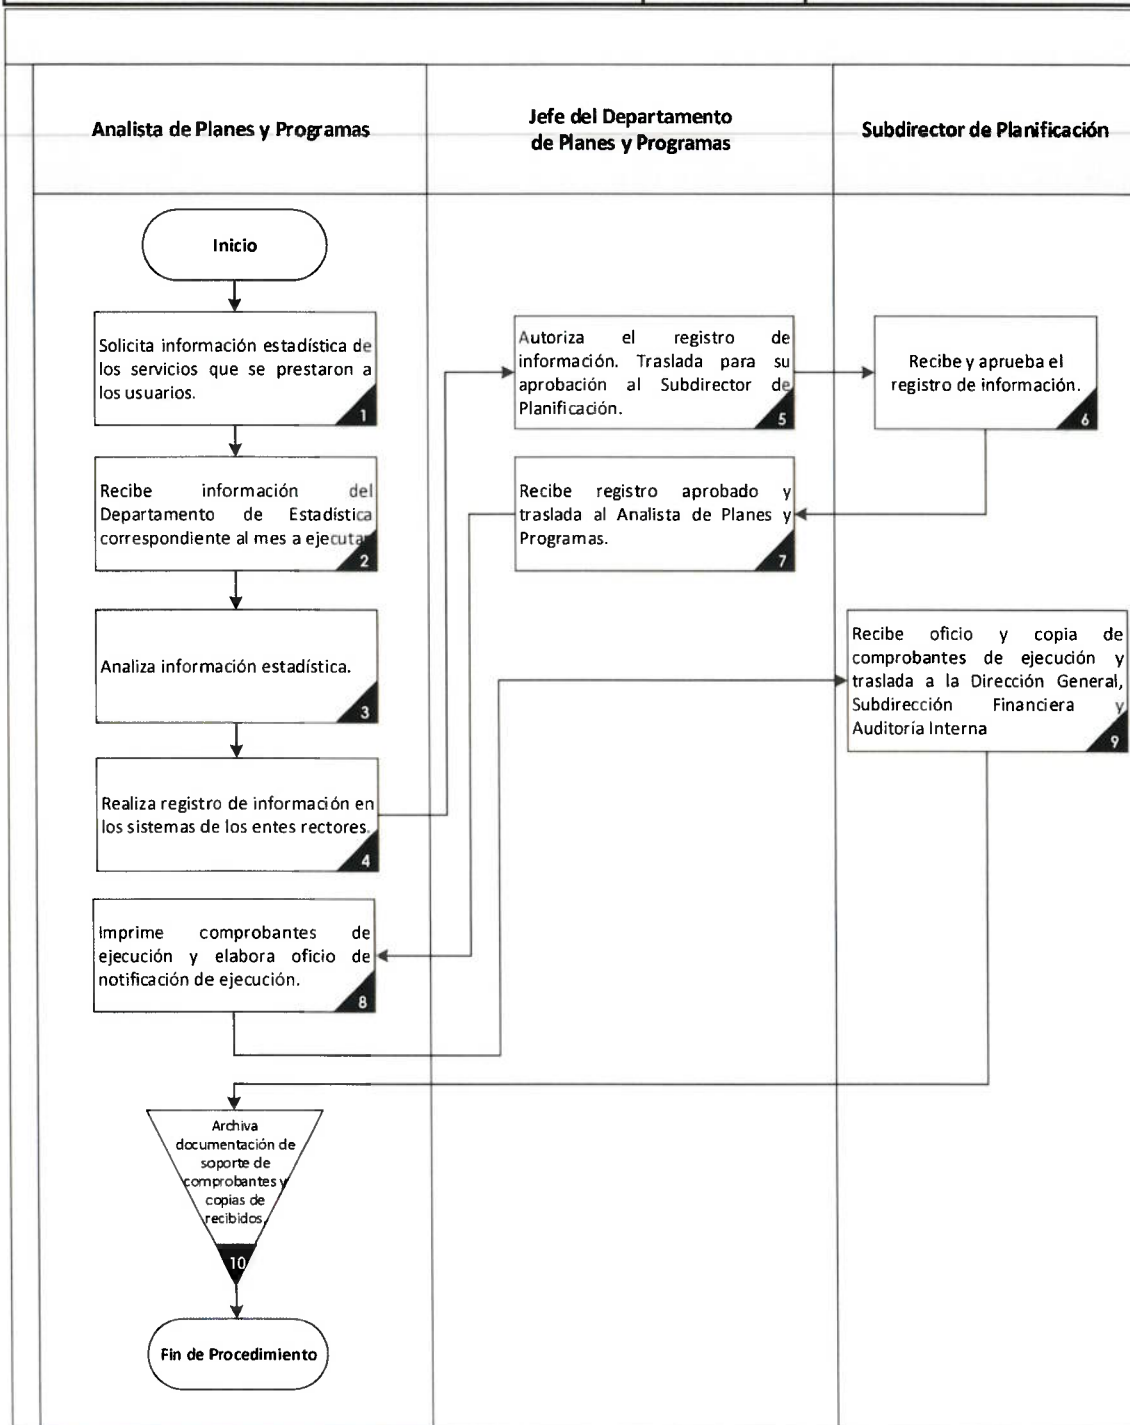 Analista de Planes y Programas
Jefe del Departamento
de Planes y Programas
Subdirector de Planificación
Inicio
Solicita información estadística de
los servicios que se prestaron a
los usuarios.
1
Recibe información del
Departamento de Estadística
correspondiente al mes a ejecutar
2
Analiza información estadística.
3
Realiza registro de información en
los sistemas de los entes rectores.
4
Autoriza el registro de
información. Traslada para su
aprobación al Subdirector de
Planificación.
5
Recibe y aprueba el
registro de información.
6
Recibe registro aprobado y
traslada al Analista de Planes y
Programas.
7
Imprime comprobantes de
ejecución y elabora oficio de
notificación de ejecución.
8
Recibe oficio y copia de
comprobantes de ejecución y
traslada a la Dirección General,
Subdirección Financiera y
Auditoría Interna
9
Archiva
documentación de
soporte de
comprobantes y
copias de
recibidos.
10
Fin de Procedimiento